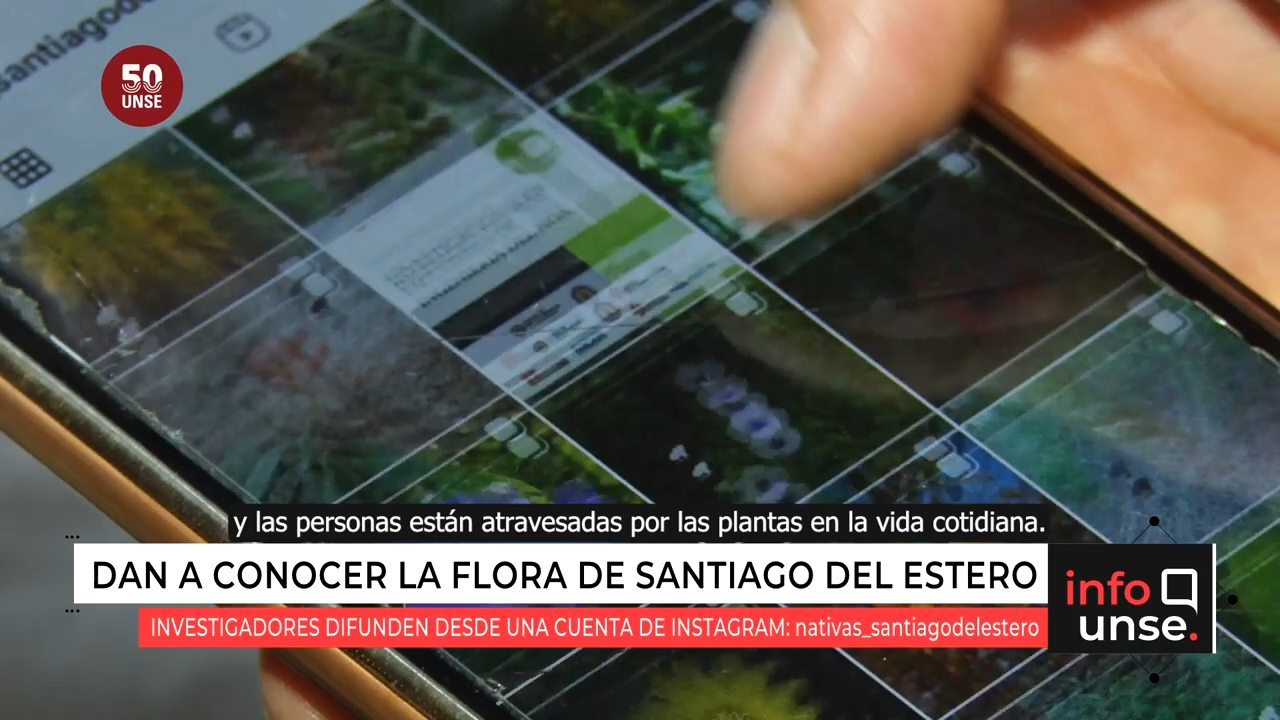 santiagode
50
UNSE
y las personas están atravesadas por las plantas en la vida cotidiana.
DAN A CONOCER LA FLORA DE SANTIAGO DEL ESTERO
INVESTIGADORES DIFUNDEN DESDE UNA CUENTA DE INSTAGRAM: nativas_santiagodelestero
info
unse.